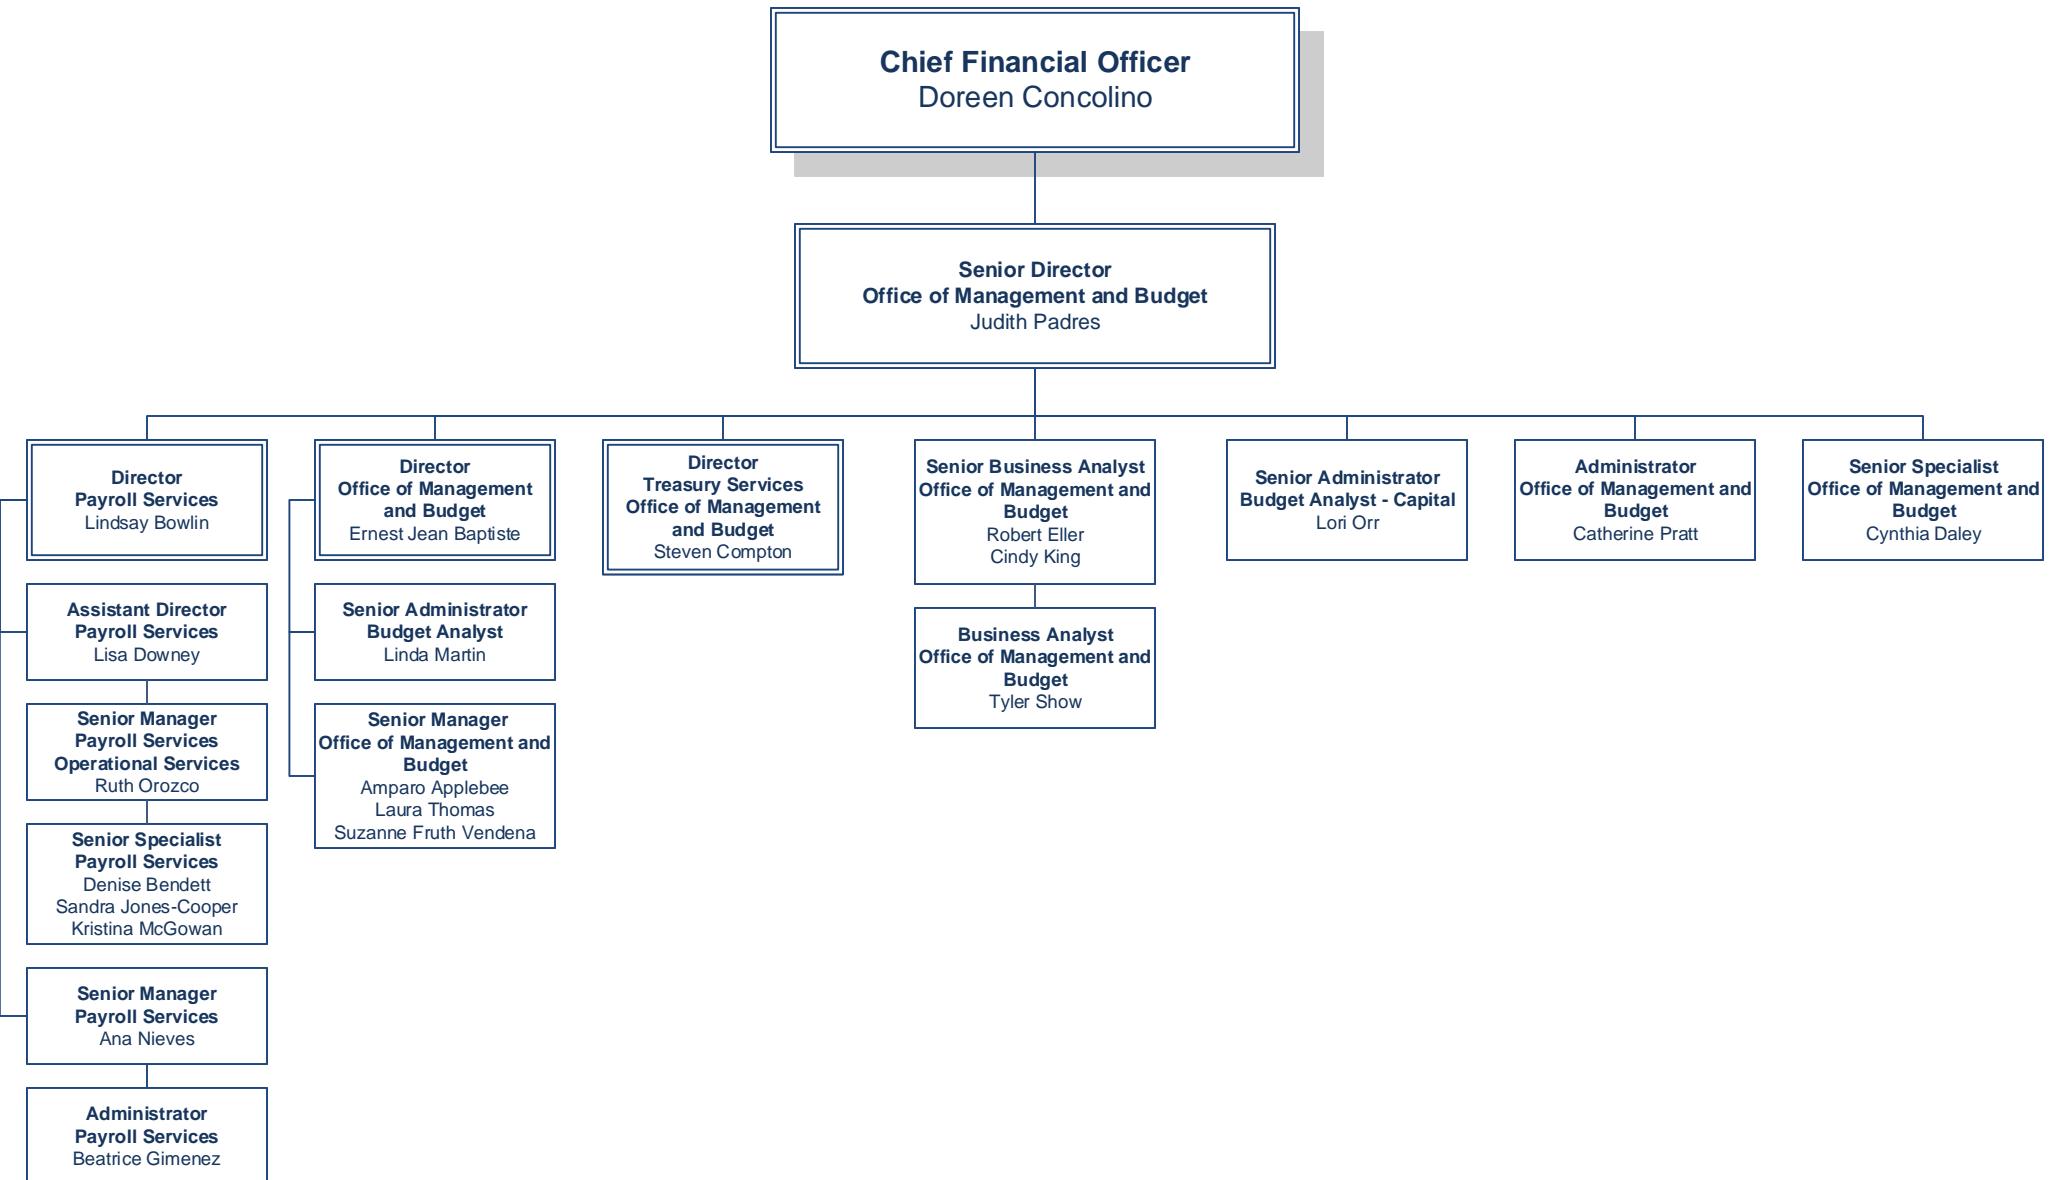 Chief Financial Officer
Doreen Concolino
Senior Director
Office of Management and Budget
Judith Padres
Director
Payroll Services
Lindsay Bowlin
Assistant Director
Payroll Services
Lisa Downey
Senior Manager
Payroll Services
Operational Services
Ruth Orozco
Senior Specialist
Payroll Services
Denise Bendett
Sandra Jones-Cooper
Kristina McGowan
Senior Manager
Payroll Services
Ana Nieves
Administrator
Payroll Services
Beatrice Gimenez
Director
Office of Management
and Budget
Ernest Jean Baptiste
Senior Administrator
Budget Analyst
Linda Martin
Senior Manager
Office of Management and
Budget
Amparo Applebee
Laura Thomas
Suzanne Fruth Vendena
Director
Treasury Services
Office of Management
and Budget
Steven Compton
Senior Business Analyst
Office of Management and
Budget
Robert Eller
Cindy King
Business Analyst
Office of Management and
Budget
Tyler Show
Senior Administrator
Budget Analyst - Capital
Lori Orr
Administrator
Office of Management and
Budget
Catherine Pratt
Senior Specialist
Office of Management and
Budget
Cynthia Daley